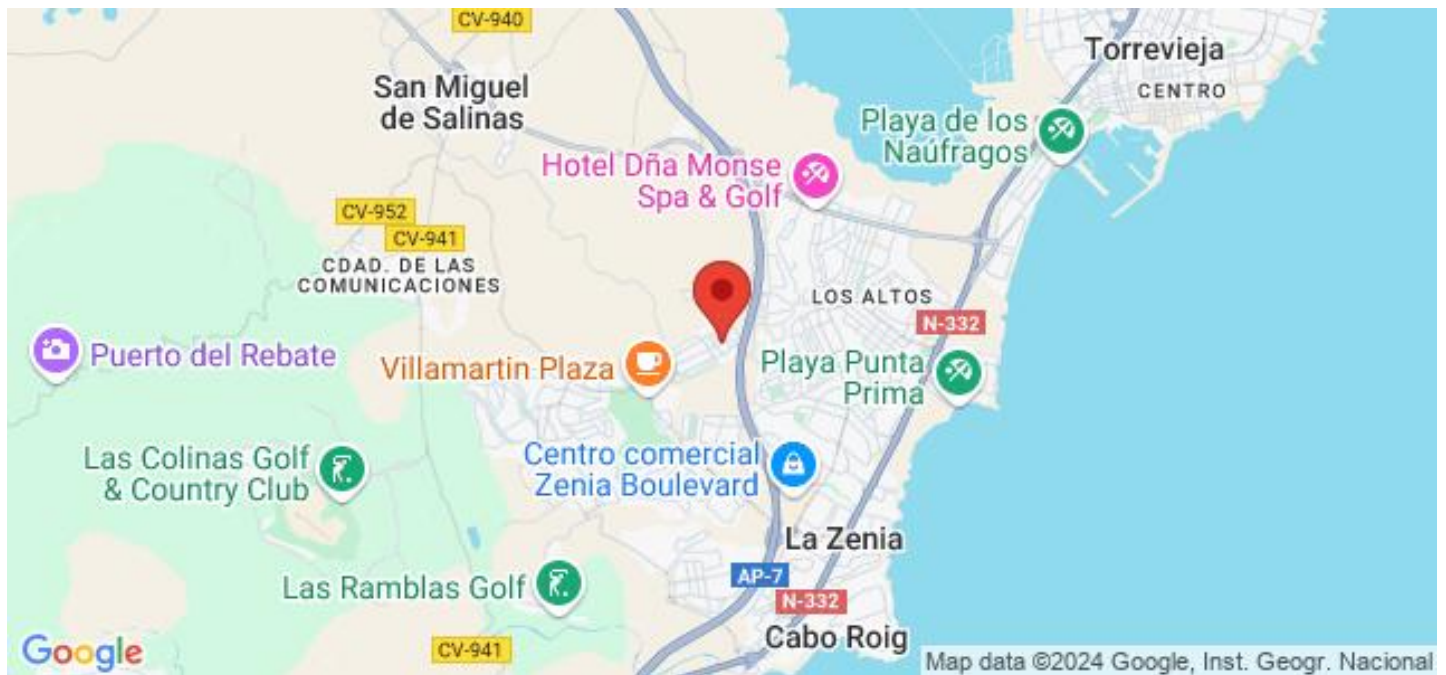 CV-940
Torrevieja
CENTRO
San Miguel
de Salinas
Playa de los
Naúfragos
Hotel Dña Monse
Spa & Golf
CV-952
CV-941
CDAD. DE LAS
COMUNICACIONES
LOS ALTOS
N-332
Puerto del Rebate
Villamartin Plaza
Playa Punta
Prima
Las Colinas Golf
& Country Club
Centro comercial
Zenia Boulevard
La Zenia
AP-7
Las Ramblas Golf
N-332
Cabo Roig
CV-941
Google
Map data ©2024 Google, Inst. Geogr. Nacional